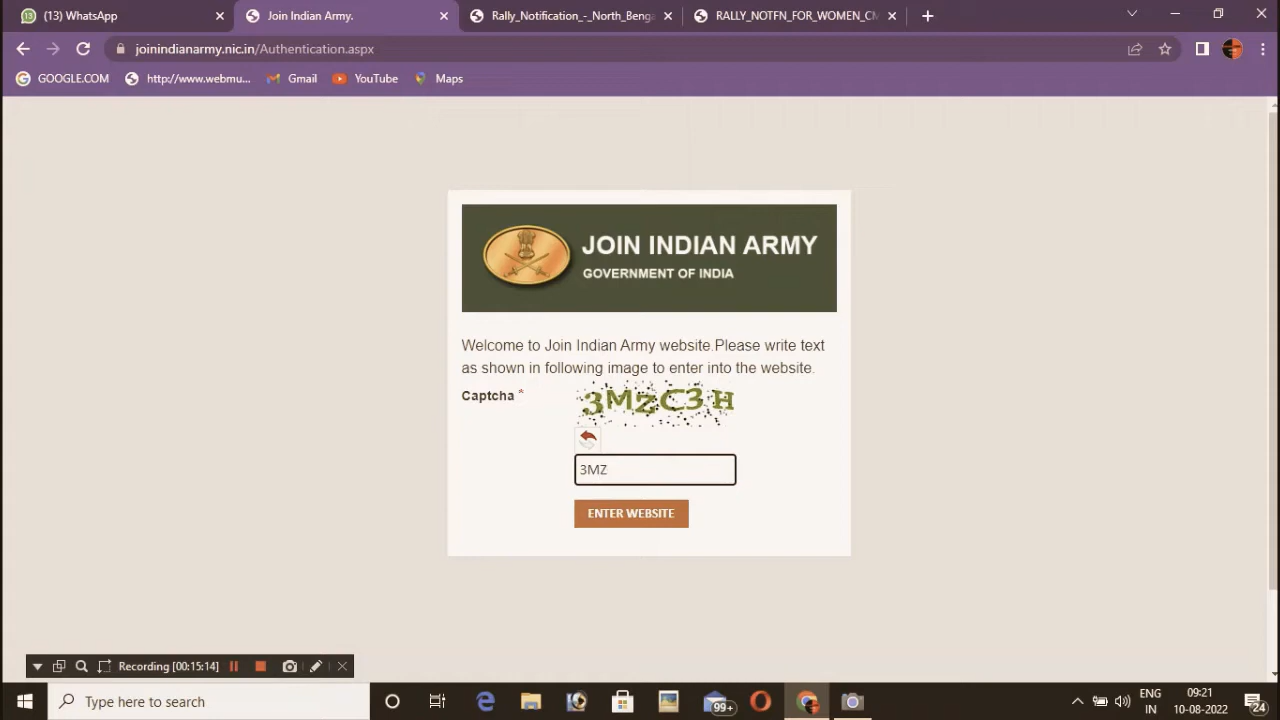 (13) WhatsApp
Join Indian Army.
Rally_Notification_-_North_Benga
RALLY_NOTFN_FOR_WOMEN_CM
joinindianarmy.nic.in/Authentication.aspx
GOOGLE.COM
http://www.webmu...
Gmail
YouTube
Maps
JOIN INDIAN ARMY
GOVERNMENT OF INDIA
Welcome to Join Indian Army website.Please write text
as shown in following image to enter into the website.
Captcha *
3MZC3H
3MZ
ENTER WEBSITE
Recording [00:15:14]
Type here to search
99+
ENG
IN
09:21
10-08-2022
24